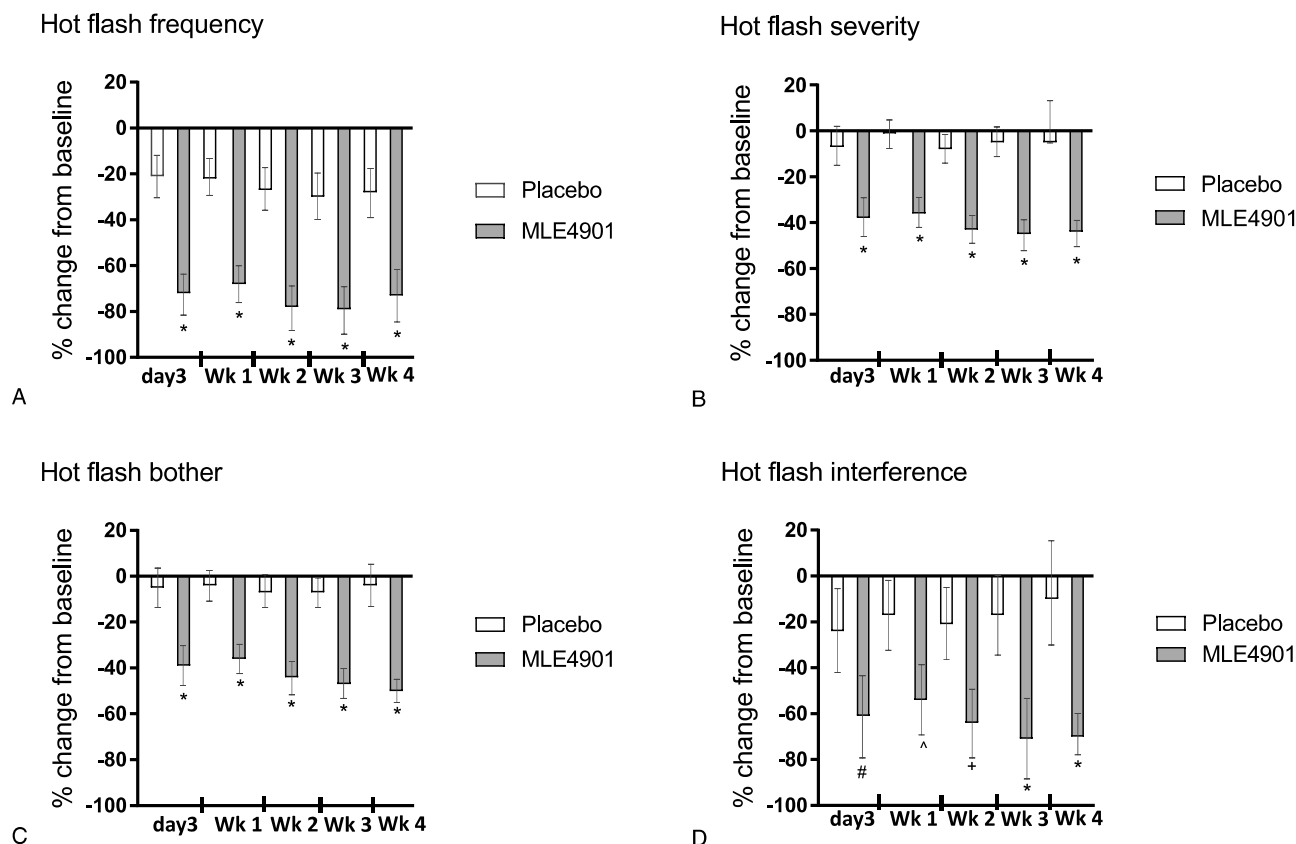 Hot flash frequency
% change from baseline
20
0
-20
-40
-60
-80
-100
* * * * *
day3 Wk 1 Wk 2 Wk 3 Wk 4
Placebo
MLE4901
A
Hot flash severity
% change from baseline
20
0
-20
-40
-60
-80
-100
* * * * *
day3 Wk 1 Wk 2 Wk 3 Wk 4
Placebo
MLE4901
B
Hot flash bother
% change from baseline
20
0
-20
-40
-60
-80
-100
* * * * *
day3 Wk 1 Wk 2 Wk 3 Wk 4
Placebo
MLE4901
C
Hot flash interference
% change from baseline
20
0
-20
-40
-60
-80
-100
# ^ + * *
day3 Wk 1 Wk 2 Wk 3 Wk 4
Placebo
MLE4901
D